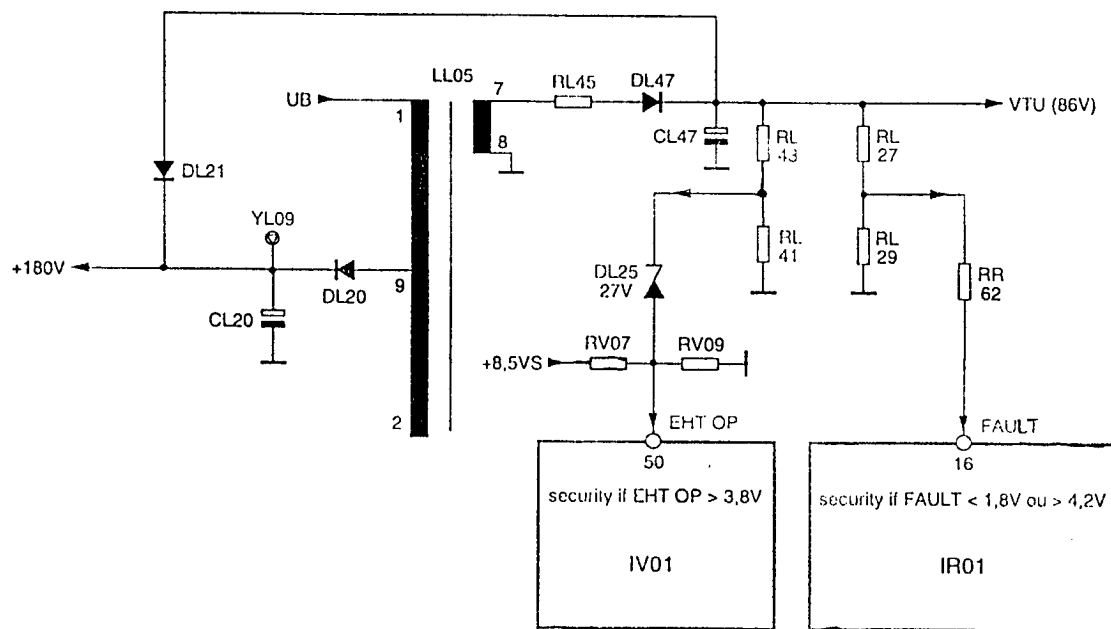 LL05
7
RL45
DL47
UB
1
VTU (86V)
8
CL47
RL
43
RL
27
DL21
YL09
RL
41
RL
29
+180V
DL20
9
DL25
27V
RR
62
CL20
RV07
RV09
+8,5VS
2
EHT OP
FAULT
50
16
security if EHT OP > 3,8V
security if FAULT < 1,8V ou > 4,2V
IV01
IR01